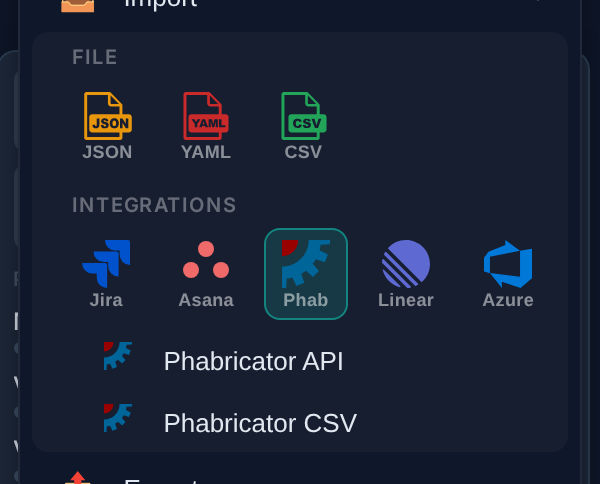 Import
FILE
JSON YAML CSV
JSON YAML CSV
INTEGRATIONS
Jira Asana Phab Linear Azure
Phabricator API
Phabricator CSV